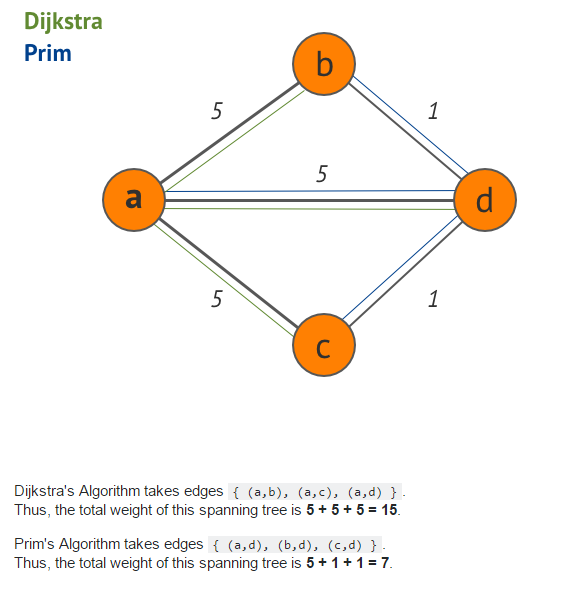 Dijkstra
Prim
b
5
1
5
a
d
5
1
c
Dijkstra's Algorithm takes edges { (a,b), (a,c), (a,d) } .
Thus, the total weight of this spanning tree is 5 + 5 + 5 = 15.
Prim's Algorithm takes edges { (a,d), (b,d), (c,d) } .
Thus, the total weight of this spanning tree is 5 + 1 + 1 = 7.